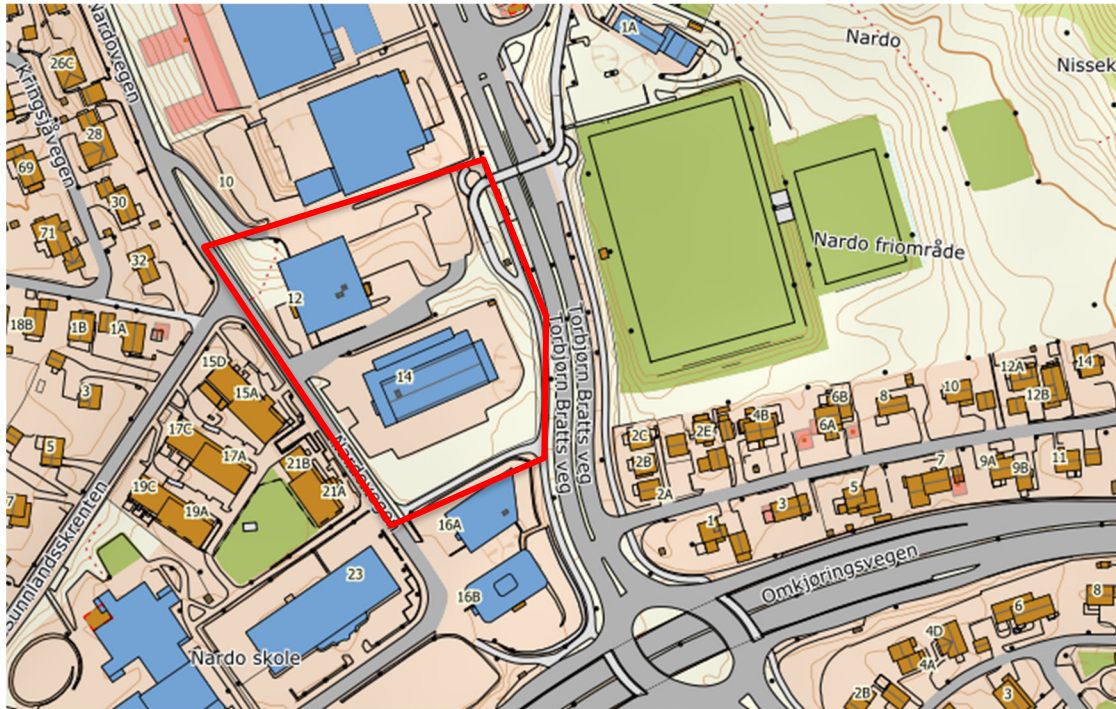 1A
Nardo
Nissek
Nardovegen
26C
Kringsjåvegen
28
69
10
30
71
32
Nardo friområde
12
18B
1B
1A
Torbjørn Bratts veg
Torbjørn Bratts veg
15D
14
14
12A
12B
3
15A
10
6B
8
6A
4B
2E
2C
17C
5
17A
2B
21B
21A
2A
7
9A
9B
11
19C
19A
5
3
1
7
Nardovegen
16A
Omkjøringsvegen
Sunnlandsskrenten
23
16B
8
6
4D
4A
Nardo skole
2B
3